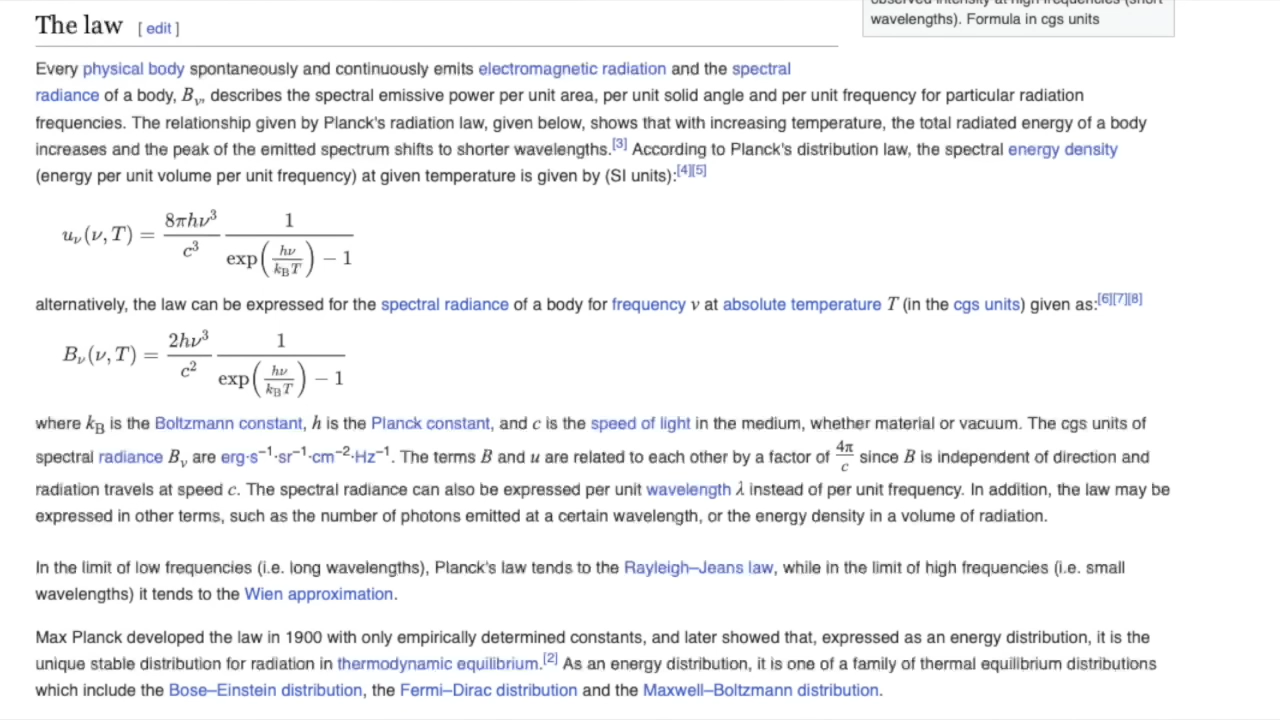 observed intensity at high frequencies (short
wavelengths). Formula in cgs units
The law [ edit ]
Every physical body spontaneously and continuously emits electromagnetic radiation and the spectral
radiance of a body, Bν, describes the spectral emissive power per unit area, per unit solid angle and per unit frequency for particular radiation
frequencies. The relationship given by Planck's radiation law, given below, shows that with increasing temperature, the total radiated energy of a body
increases and the peak of the emitted spectrum shifts to shorter wavelengths.[3] According to Planck's distribution law, the spectral energy density
(energy per unit volume per unit frequency) at given temperature is given by (SI units):[4][5]
uν(ν, T) = 8πhν³/c³ 1/(exp(hν/kBT) − 1)
alternatively, the law can be expressed for the spectral radiance of a body for frequency ν at absolute temperature T (in the cgs units) given as:[6][7][8]
Bν(ν, T) = 2hν³/c² 1/(exp(hν/kBT) − 1)
where kB is the Boltzmann constant, h is the Planck constant, and c is the speed of light in the medium, whether material or vacuum. The cgs units of
spectral radiance Bν are erg·s⁻¹·sr⁻¹·cm⁻²·Hz⁻¹. The terms B and u are related to each other by a factor of 4π/c since B is independent of direction and
radiation travels at speed c. The spectral radiance can also be expressed per unit wavelength λ instead of per unit frequency. In addition, the law may be
expressed in other terms, such as the number of photons emitted at a certain wavelength, or the energy density in a volume of radiation.
In the limit of low frequencies (i.e. long wavelengths), Planck's law tends to the Rayleigh–Jeans law, while in the limit of high frequencies (i.e. small
wavelengths) it tends to the Wien approximation.
Max Planck developed the law in 1900 with only empirically determined constants, and later showed that, expressed as an energy distribution, it is the
unique stable distribution for radiation in thermodynamic equilibrium.[2] As an energy distribution, it is one of a family of thermal equilibrium distributions
which include the Bose–Einstein distribution, the Fermi–Dirac distribution and the Maxwell–Boltzmann distribution.